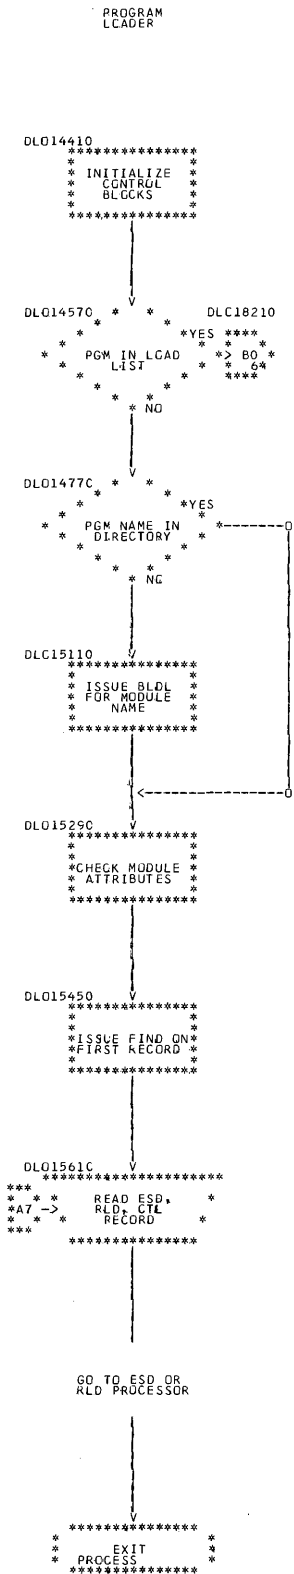 PROGRAM
LOADER
DLO14410
INITIALIZE
CONTROL
BLOCKS
DLO14570
DLC18210
YES
PGM IN LOAD
LIST
> B0
64
NO
DLO1477C
YES
PGM NAME IN
DIRECTORY
NO
DLC15110
ISSUE BLDL
FOR MODULE
NAME
DLO1529C
CHECK MODULE
ATTRIBUTES
DLO15450
ISSUE FIND ON
FIRST RECORD
DLO1561C
A7 ->
READ ESD,
RLD, CTL
RECORD
GO TO ESD OR
RLD PROCESSOR
EXIT
PROCESS